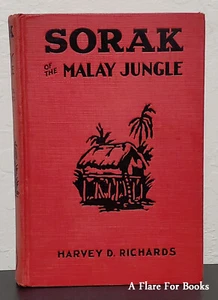 SORAK
OF THE MALAY JUNGLE
HARVEY D. RICHARDS
A Flare For Books